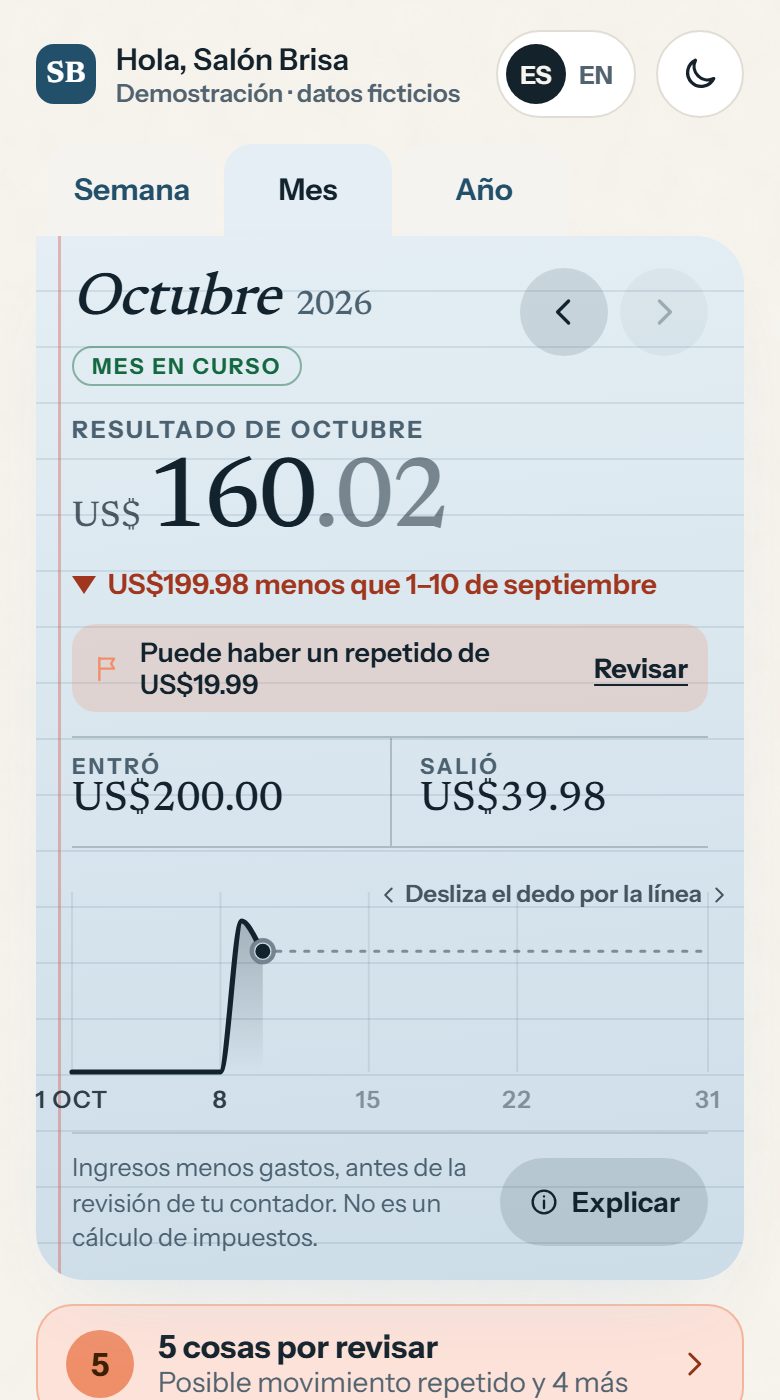 SB
Hola, Salón Brisa
Demostración · datos ficticios
ES EN
Semana Mes Año
Octubre 2026
MES EN CURSO
RESULTADO DE OCTUBRE
US$ 160.02
US$199.98 menos que 1–10 de septiembre
Puede haber un repetido de
US$19.99
Revisar
ENTRÓ
US$200.00
SALIÓ
US$39.98
Desliza el dedo por la línea
1 OCT 8 15 22 31
Ingresos menos gastos, antes de la
revisión de tu contador. No es un
cálculo de impuestos.
Explicar
5
5 cosas por revisar
Posible movimiento repetido y 4 más